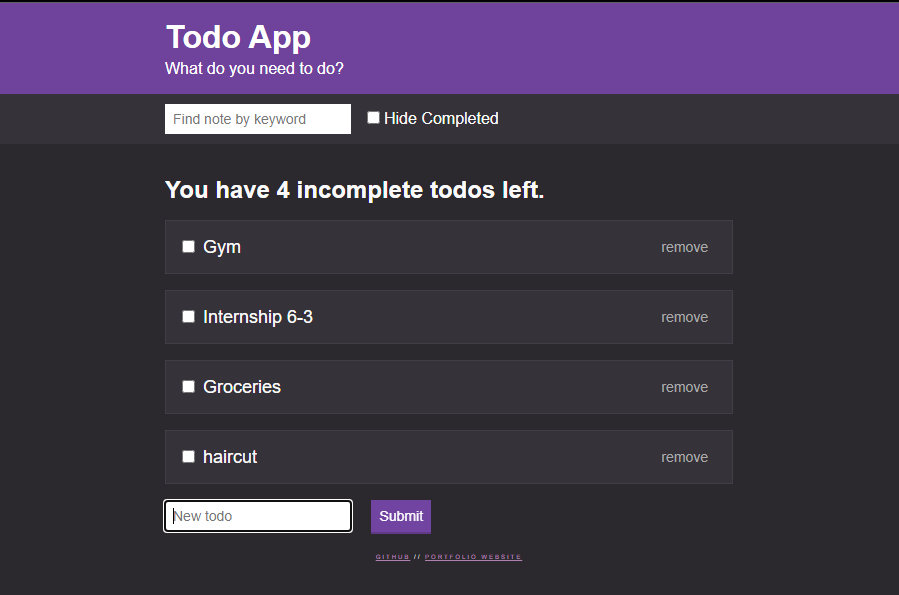 Todo App
What do you need to do?
Find note by keyword
Hide Completed
You have 4 incomplete todos left.
Gym
remove
Internship 6-3
remove
Groceries
remove
haircut
remove
New todo
Submit
GITHUB // PORTFOLIO WEBSITE